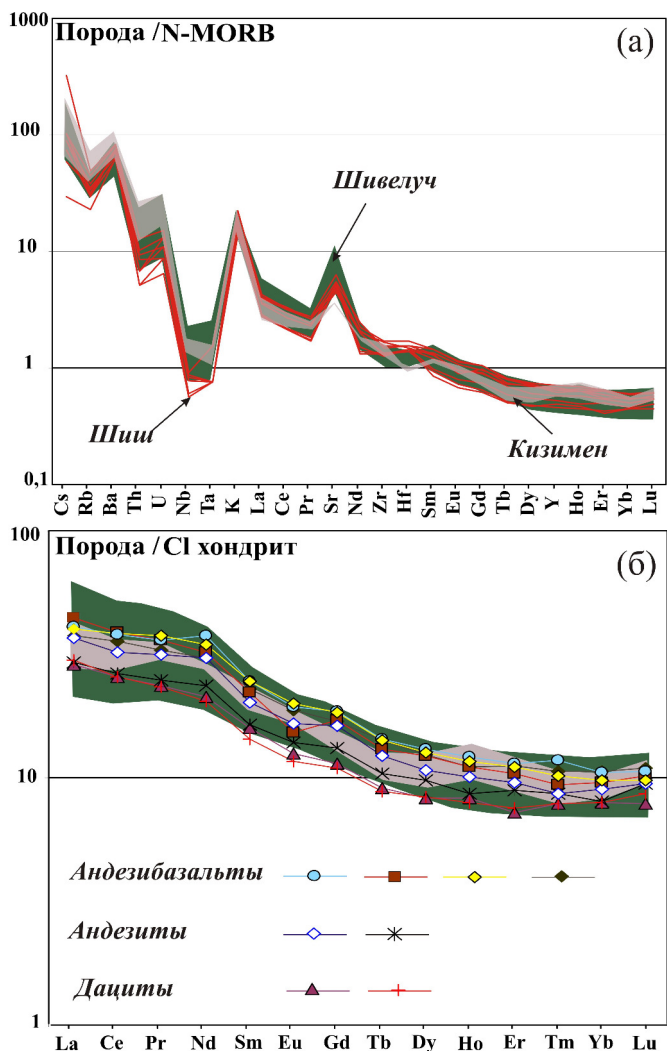 Порода/N-MORB
(а)
1000
100
10
1
0,1
Шивелуч
Шиш
Кизимен
Cs Rb Ba Th U Nb Ta K La Ce Pr Sr Nd Zr Hf Sm Eu Gd Tb Dy Y Ho Er Yb Lu
Порода/Cl хондрит
(б)
100
10
1
Андезибазальты
Андезиты
Дациты
La Ce Pr Nd Sm Eu Gd Tb Dy Ho Er Tm Yb Lu